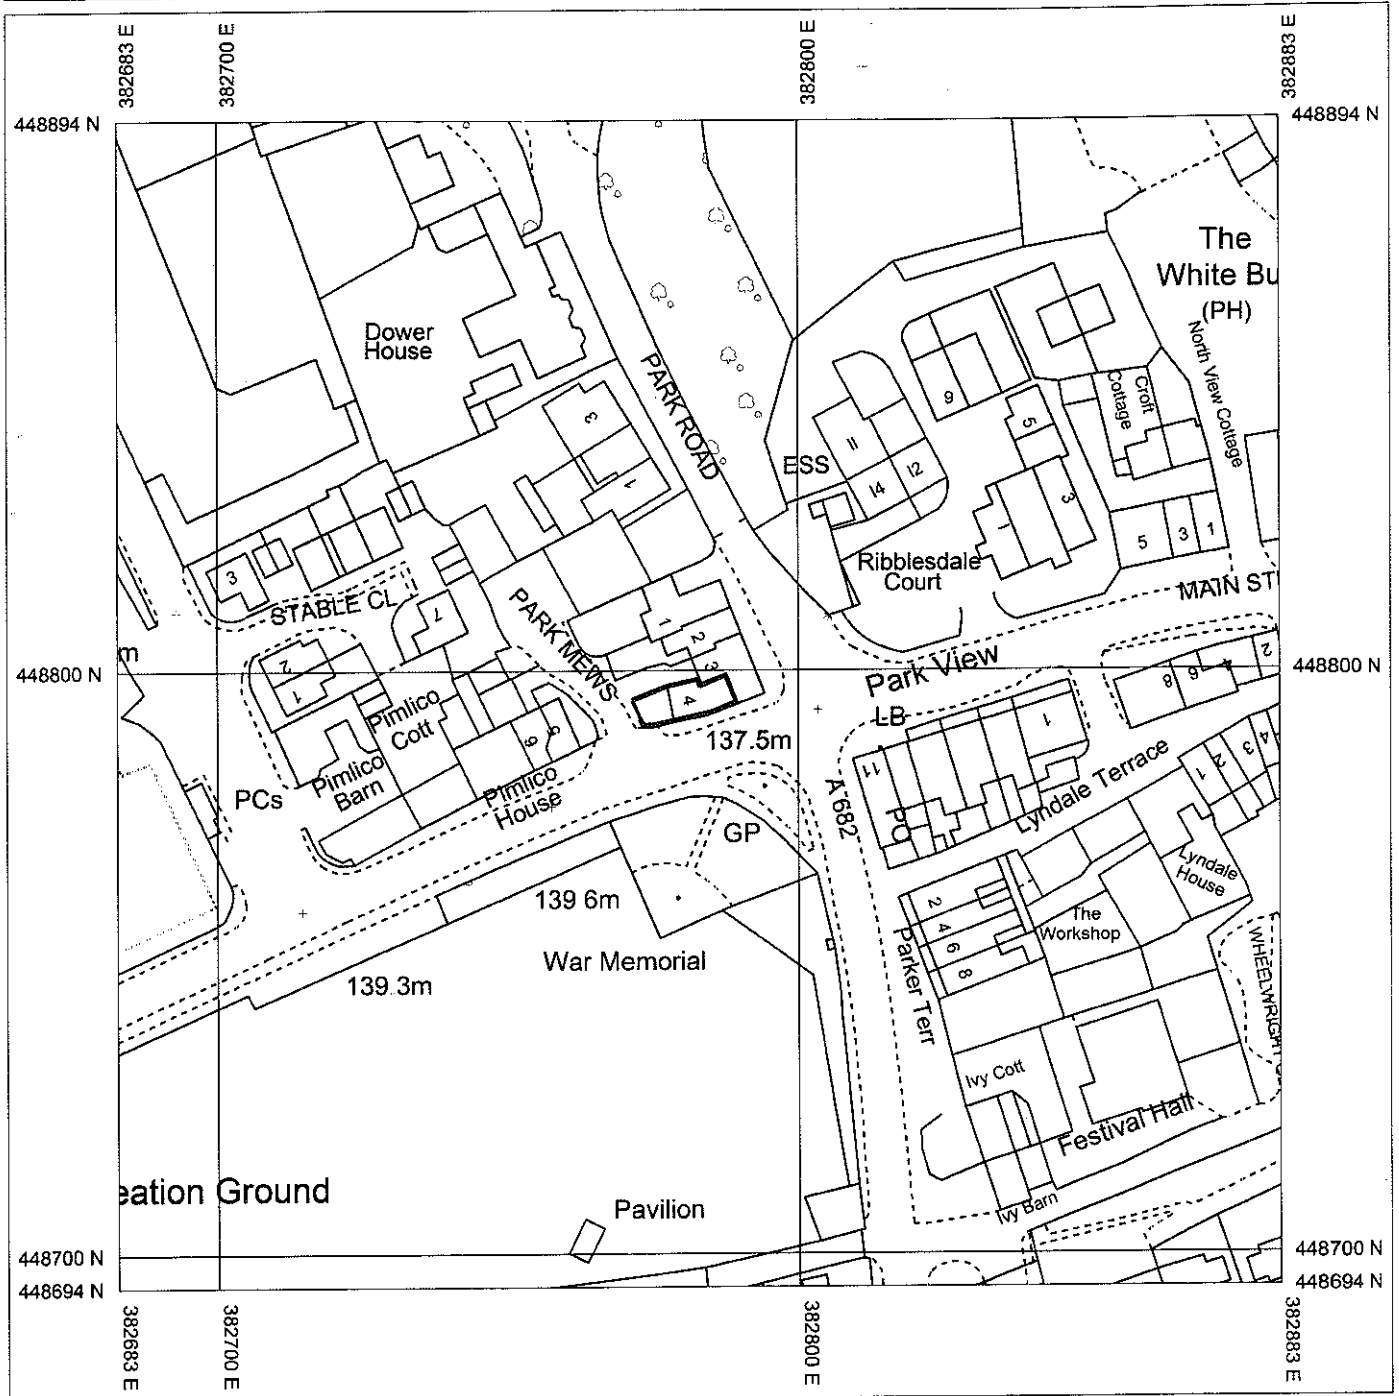 382683 E
382700 E
382800 E
382883 E
448894 N
448894 N
The
White Bu
(PH)
Dower
House
North View Cottage
PARK ROAD
Croft
Cottage
3
9
5
11
ESS
12
14
1
3
1
5
3
1
3
Ribblesdale
Court
STABLE CL
MAIN ST
7
PARK MEWS
1
2
3
m
2
1
448800 N
448800 N
Park View
2
4
6
8
4
Pimlico
Cott
LB
1
5
6
137.5m
Lyndale Terrace
4
3
2
1
11
Pimlico
Barn
Pimlico
House
PCs
A 682
PO
GP
Lyndale
House
2
139 6m
The
Workshop
4
6
8
Parker Terr
War Memorial
WHEELWRIGHT
139.3m
Ivy Cott
Festival Hall
eation Ground
Ivy Barn
Pavilion
448700 N
448700 N
448694 N
448694 N
382683 E
382700 E
382800 E
382883 E